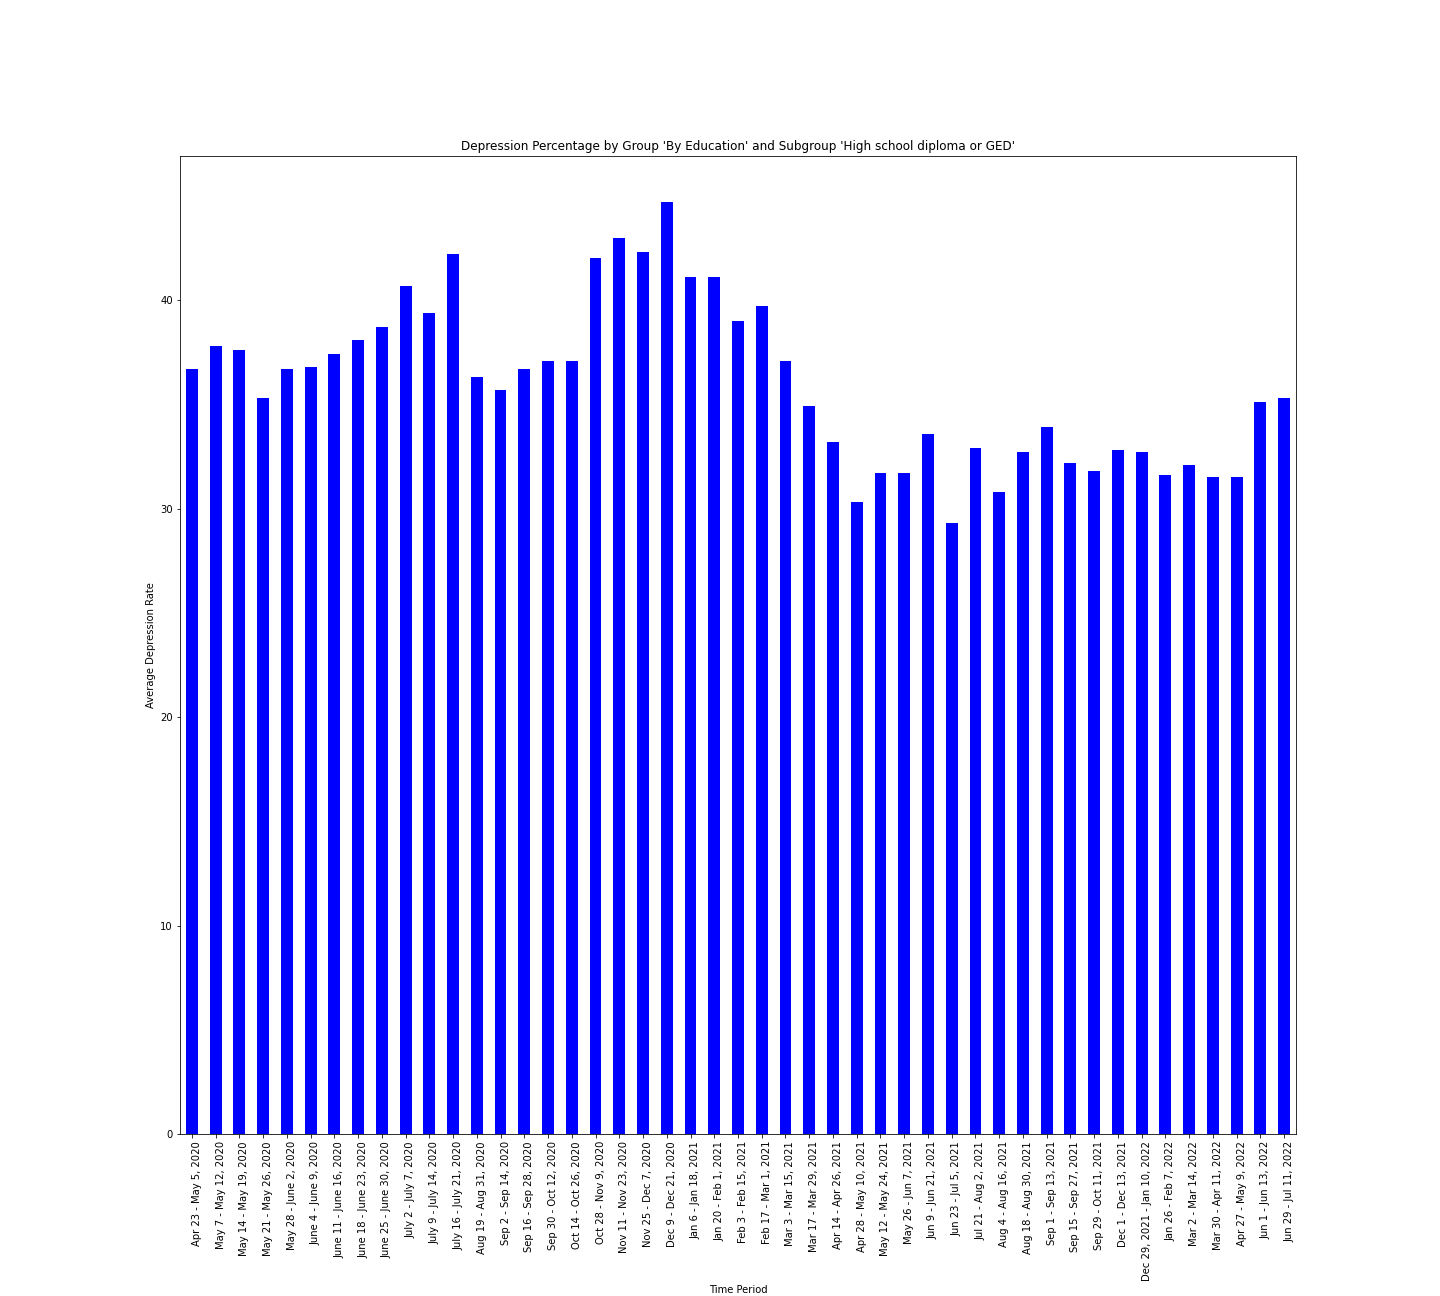 Depression Percentage by Group 'By Education' and Subgroup 'High school diploma or GED'
40
30
20
10
0
Average Depression Rate
Apr 23 - May 5, 2020
May 7 - May 12, 2020
May 14 - May 19, 2020
May 21 - May 26, 2020
May 28 - June 2, 2020
June 4 - June 9, 2020
June 11 - June 16, 2020
June 18 - June 23, 2020
June 25 - June 30, 2020
July 2 - July 7, 2020
July 9 - July 14, 2020
July 16 - July 21, 2020
Aug 19 - Aug 31, 2020
Sep 2 - Sep 14, 2020
Sep 16 - Sep 28, 2020
Sep 30 - Oct 12, 2020
Oct 14 - Oct 26, 2020
Oct 28 - Nov 9, 2020
Nov 11 - Nov 23, 2020
Nov 25 - Dec 7, 2020
Dec 9 - Dec 21, 2020
Jan 6 - Jan 18, 2021
Jan 20 - Feb 1, 2021
Feb 3 - Feb 15, 2021
Feb 17 - Mar 1, 2021
Mar 3 - Mar 15, 2021
Mar 17 - Mar 29, 2021
Apr 14 - Apr 26, 2021
Apr 28 - May 10, 2021
May 12 - May 24, 2021
May 26 - Jun 7, 2021
Jun 9 - Jun 21, 2021
Jun 23 - Jul 5, 2021
Jul 21 - Aug 2, 2021
Aug 4 - Aug 16, 2021
Aug 18 - Aug 30, 2021
Sep 1 - Sep 13, 2021
Sep 15 - Sep 27, 2021
Sep 29 - Oct 11, 2021
Dec 1 - Dec 13, 2021
Dec 29, 2021 - Jan 10, 2022
Jan 26 - Feb 7, 2022
Mar 2 - Mar 14, 2022
Mar 30 - Apr 11, 2022
Apr 27 - May 9, 2022
Jun 1 - Jun 13, 2022
Jun 29 - Jul 11, 2022
Time Period